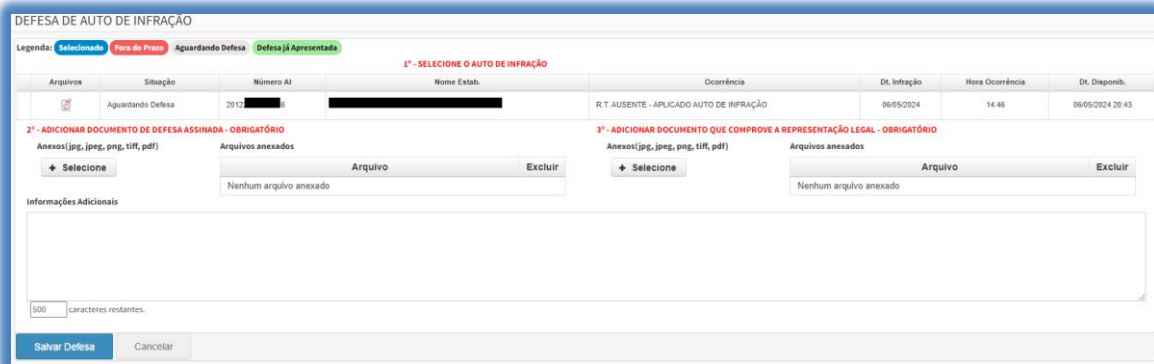 DEFESA DE AUTO DE INFRAÇÃO
Legenda: Selecionado Fora do Prazo Aguardando Defesa Defesa já Apresentada
1º - SELECIONE O AUTO DE INFRAÇÃO
Arquivos Situação Número AI Nome Estab. Ocorrência Dt. Infração Hora Ocorrência Dt. Disponib.
Aguardando Defesa 2012 6 R.T. AUSENTE - APLICADO AUTO DE INFRAÇÃO 06/05/2024 14:46 06/05/2024 20:43
2º - ADICIONAR DOCUMENTO DE DEFESA ASSINADA - OBRIGATÓRIO 3º - ADICIONAR DOCUMENTO QUE COMPROVE A REPRESENTAÇÃO LEGAL - OBRIGATÓRIO
Anexos(jpg, jpeg, png, tiff, pdf) Arquivos anexados Anexos(jpg, jpeg, png, tiff, pdf) Arquivos anexados
+ Selecione Arquivo Excluir + Selecione Arquivo Excluir
Nenhum arquivo anexado Nenhum arquivo anexado
Informações Adicionais
500 caracteres restantes.
Salvar Defesa Cancelar